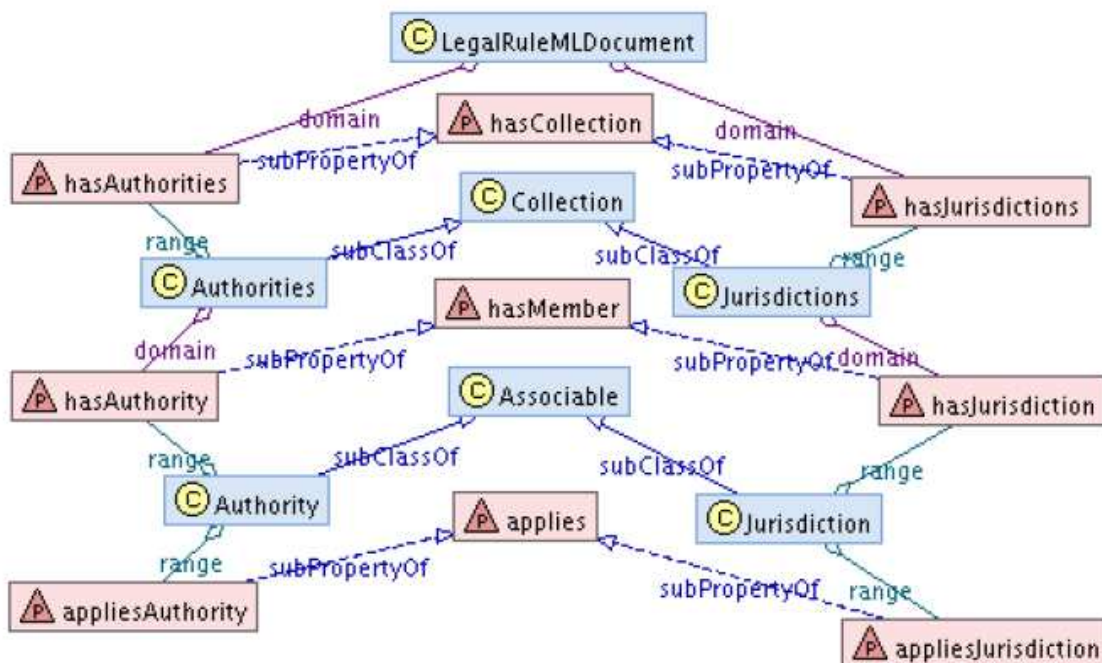 C LegalRuleMLDocument
P hasCollection
domain
domain
subPropertyOf
subPropertyOf
P hasAuthorities
P hasJurisdictions
C Collection
range
subClassOf
subClassOf
range
C Authorities
C Jurisdictions
P hasMember
domain
subPropertyOf
subPropertyOf
domain
P hasAuthority
C Associable
P hasJurisdiction
range
subClassOf
subClassOf
range
C Authority
P applies
C Jurisdiction
range
subPropertyOf
subPropertyOf
range
P appliesAuthority
P appliesJurisdiction